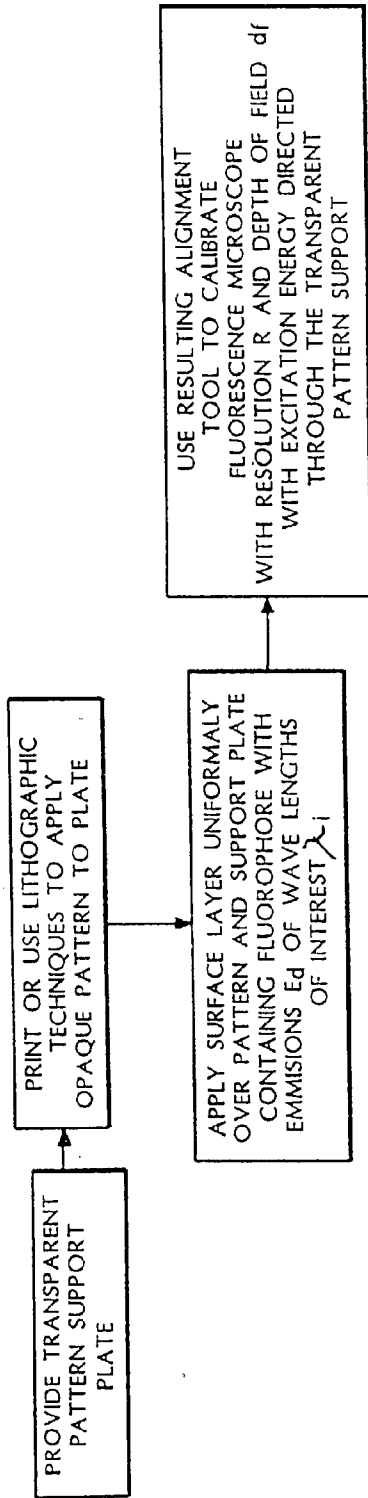 PROVIDE TRANSPARENT
PATTERN SUPPORT
PLATE
PRINT OR USE LITHOGRAPHIC
TECHNIQUES TO APPLY
OPAQUE PATTERN TO PLATE
APPLY SURFACE LAYER UNIFORMALY
OVER PATTERN AND SUPPORT PLATE
CONTAINING FLUOROPHORE WITH
EMMISIONS Ed OF WAVE LENGTHS
OF INTEREST λi
USE RESULTING ALIGNMENT
TOOL TO CALIBRATE
FLUORESCENCE MICROSCOPE
WITH RESOLUTION R AND DEPTH OF FIELD df
WITH EXCITATION ENERGY DIRECTED
THROUGH THE TRANSPARENT
PATTERN SUPPORT